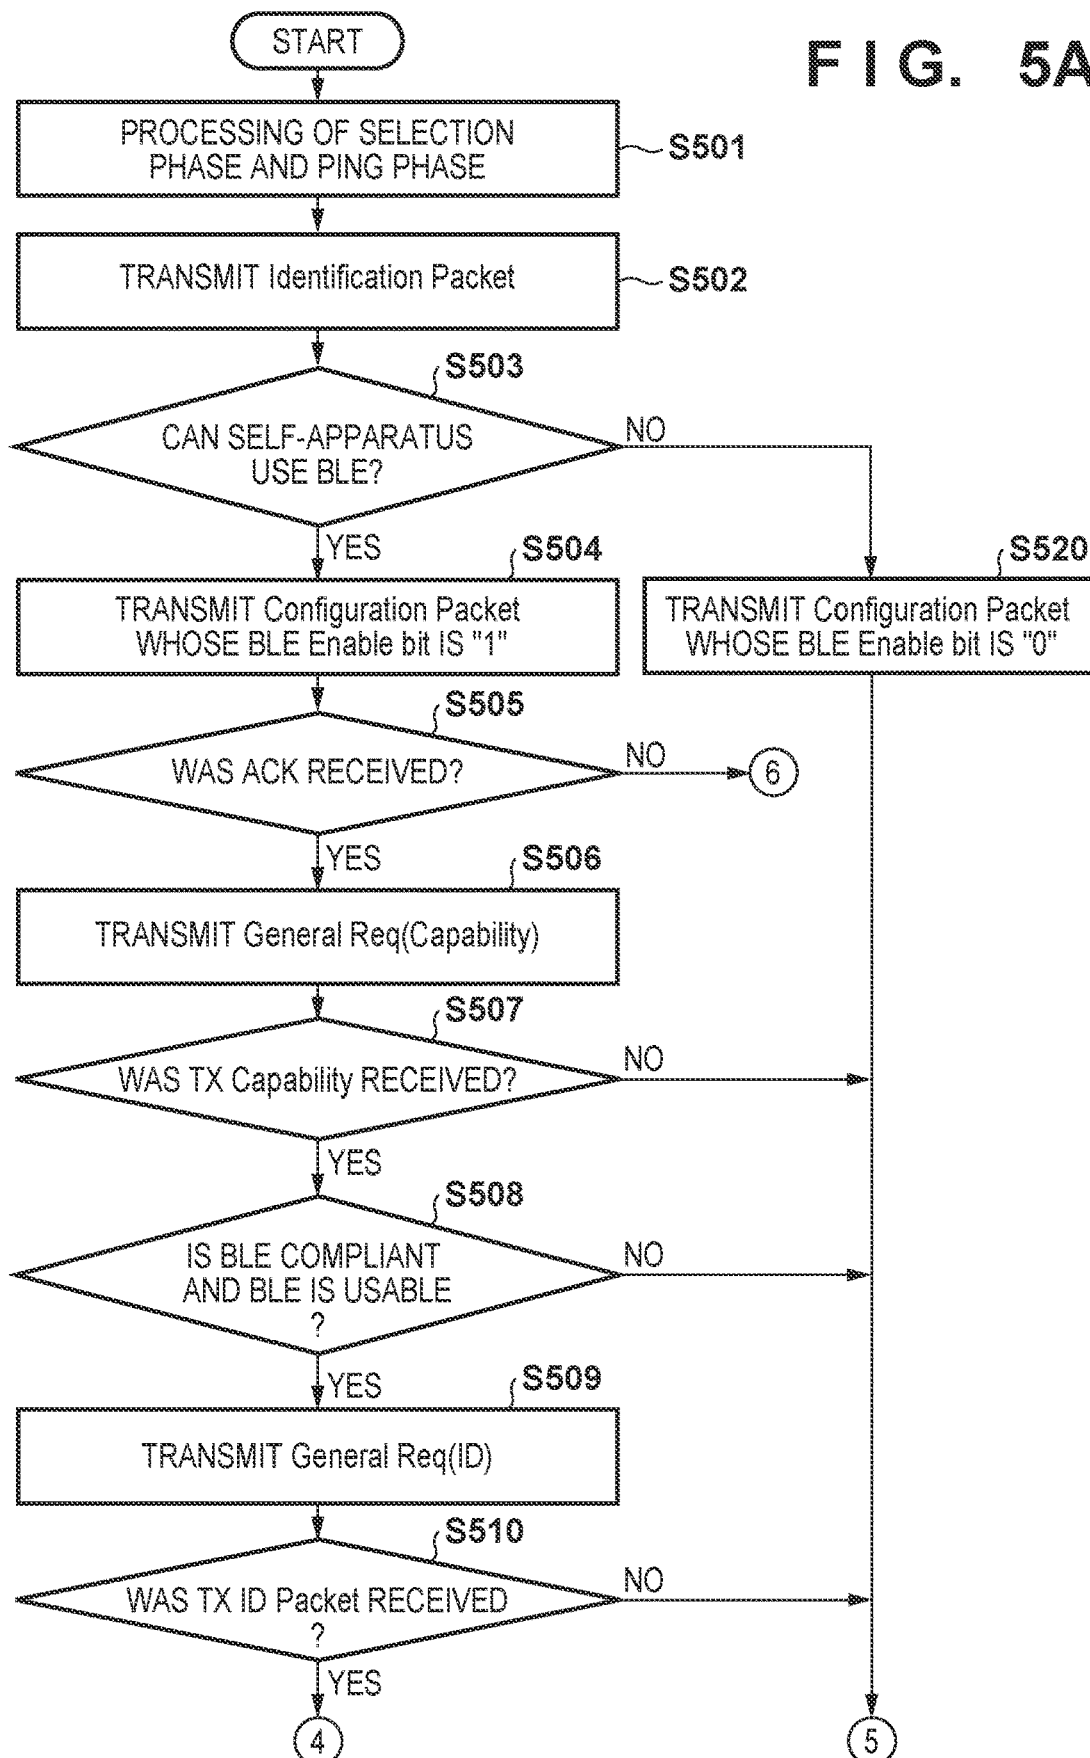 START
FIG. 5A
PROCESSING OF SELECTION
PHASE AND PING PHASE
S501
TRANSMIT Identification Packet
S502
S503
CAN SELF-APPARATUS
USE BLE?
NO
YES
S504
TRANSMIT Configuration Packet
WHOSE BLE Enable bit IS "1"
S520
TRANSMIT Configuration Packet
WHOSE BLE Enable bit IS "0"
S505
WAS ACK RECEIVED?
NO
6
YES
S506
TRANSMIT General Req(Capability)
S507
WAS TX Capability RECEIVED?
NO
YES
S508
IS BLE COMPLIANT
AND BLE IS USABLE
?
NO
YES
S509
TRANSMIT General Req(ID)
S510
WAS TX ID Packet RECEIVED
?
NO
YES
4
5